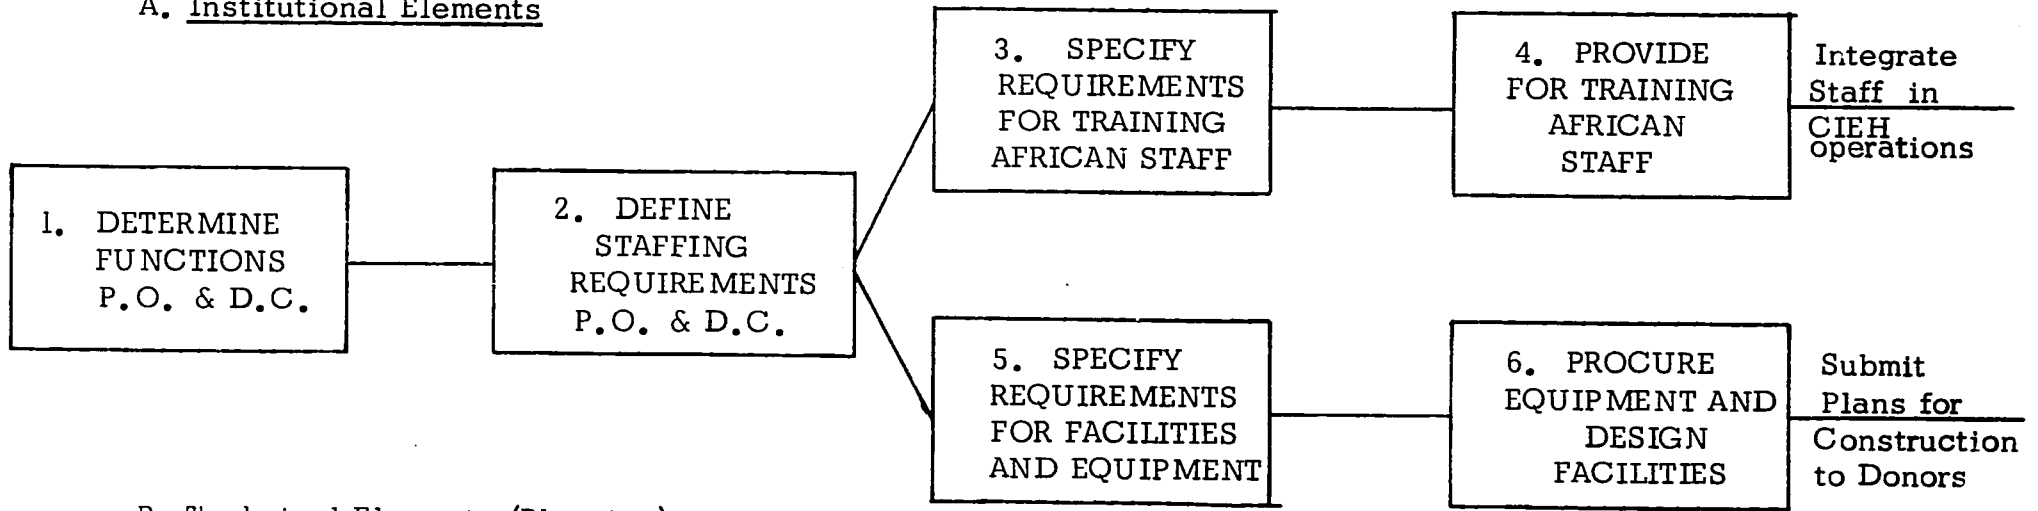 A. Institutional Elements
1. DETERMINE
FUNCTIONS
P.O. & D.C.
2. DEFINE
STAFFING
REQUIREMENTS
P.O. & D.C.
3. SPECIFY
REQUIREMENTS
FOR TRAINING
AFRICAN STAFF
4. PROVIDE
FOR TRAINING
AFRICAN
STAFF
Integrate
Staff in
CIEH
operations
5. SPECIFY
REQUIREMENTS
FOR FACILITIES
AND EQUIPMENT
6. PROCURE
EQUIPMENT AND
DESIGN
FACILITIES
Submit
Plans for
Construction
to Donors